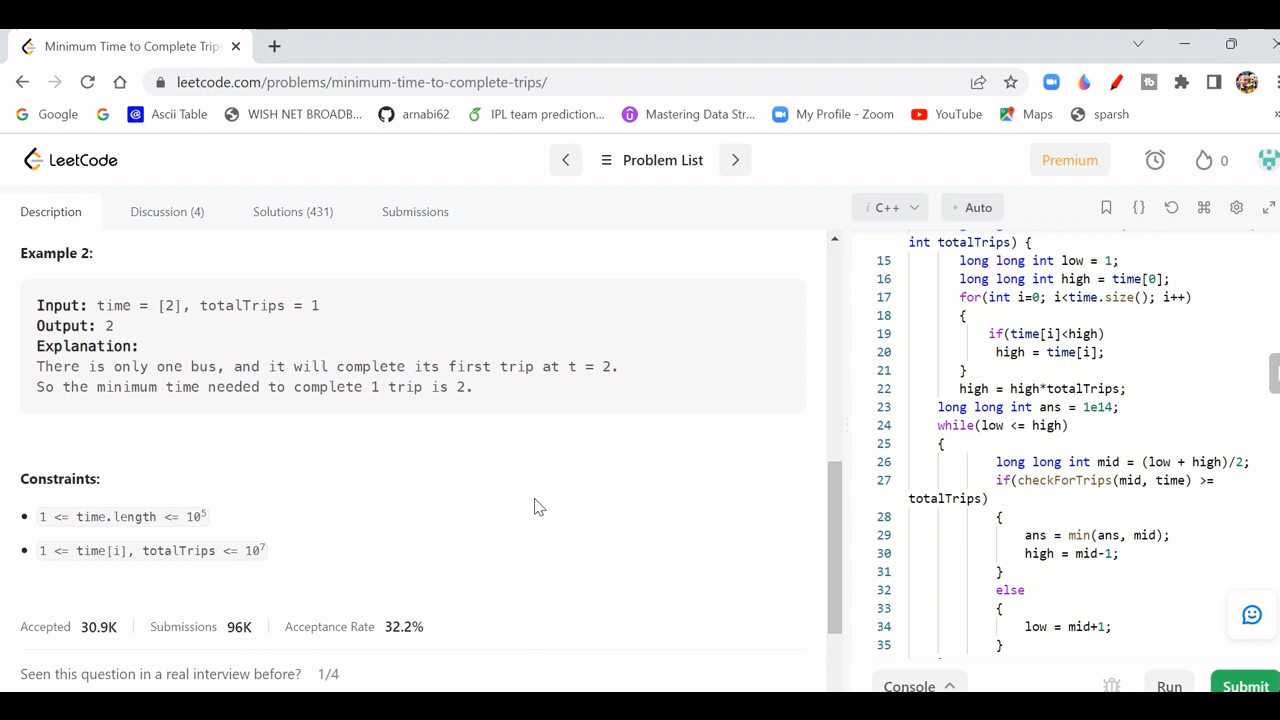 Minimum Time to Complete Trip
leetcode.com/problems/minimum-time-to-complete-trips/
Google
Ascii Table
WISH NET BROADB...
arnabi62
IPL team prediction...
Mastering Data Str...
My Profile - Zoom
YouTube
Maps
sparsh
LeetCode
Problem List
Premium
0
Description
Discussion (4)
Solutions (431)
Submissions
i C++
Auto
Example 2:
Input: time = [2], totalTrips = 1
Output: 2
Explanation:
There is only one bus, and it will complete its first trip at t = 2.
So the minimum time needed to complete 1 trip is 2.
Constraints:
1 <= time.length <= 10⁵
1 <= time[i], totalTrips <= 10⁷
Accepted 30.9K Submissions 96K Acceptance Rate 32.2%
Seen this question in a real interview before? 1/4
int totalTrips) {
15 long long int low = 1;
16 long long int high = time[0];
17 for(int i=0; i<time.size(); i++)
18 {
19 if(time[i]<high)
20 high = time[i];
21 }
22 high = high*totalTrips;
23 long long int ans = 1e14;
24 while(low <= high)
25 {
26 long long int mid = (low + high)/2;
27 if(checkForTrips(mid, time) >=
totalTrips)
28 {
29 ans = min(ans, mid);
30 high = mid-1;
31 }
32 else
33 {
34 low = mid+1;
35 }
Console
Run
Submit